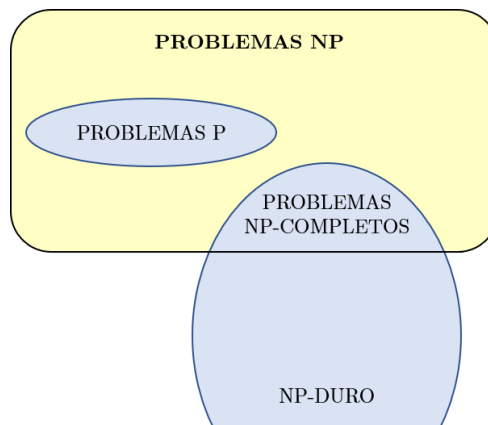 PROBLEMAS NP
PROBLEMAS P
PROBLEMAS
NP-COMPLETOS
NP-DURO